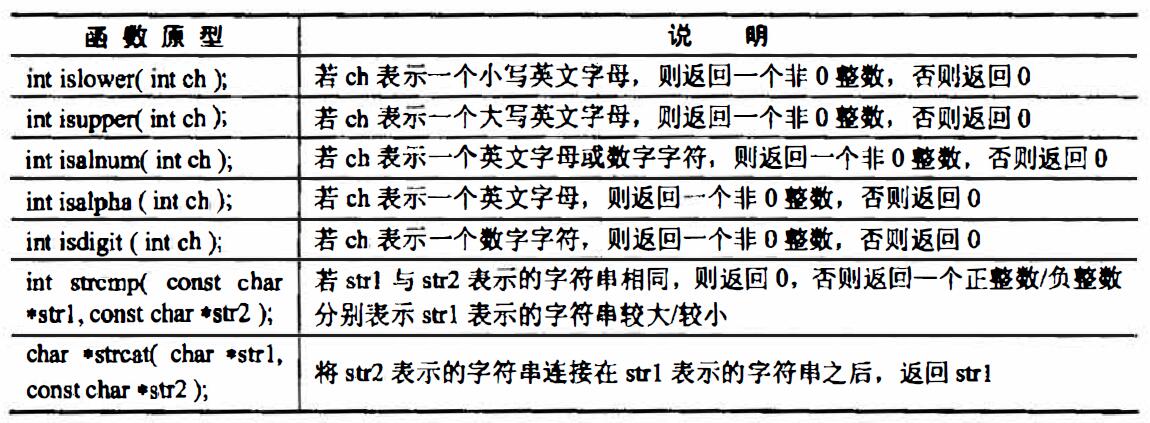 函数原型 说 明
int islower( int ch ); 若 ch 表示一个小写英文字母，则返回一个非 0 整数，否则返回 0
int isupper( int ch ); 若 ch 表示一个大写英文字母，则返回一个非 0 整数，否则返回 0
int isalnum( int ch ); 若 ch 表示一个英文字母或数字字符，则返回一个非 0 整数，否则返回 0
int isalpha ( int ch ); 若 ch 表示一个英文字母，则返回一个非 0 整数，否则返回 0
int isdigit ( int ch ); 若 ch 表示一个数字字符，则返回一个非 0 整数，否则返回 0
int strcmp( const char
*str1, const char *str2 );
若 str1 与 str2 表示的字符串相同，则返回 0，否则返回一个正整数/负整数
分别表示 str1 表示的字符串较大/较小
char *strcat( char *str1,
const char *str2 );
将 str2 表示的字符串连接在 str1 表示的字符串之后，返回 str1